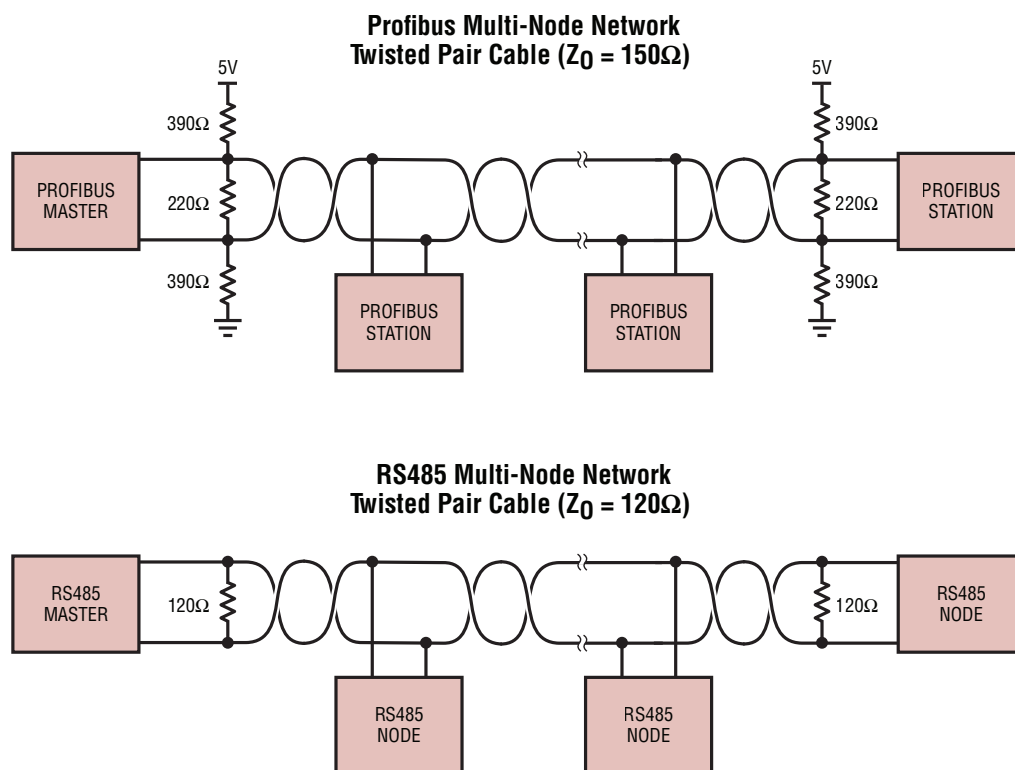 Profibus Multi-Node Network
Twisted Pair Cable (Z0 = 150Ω)
5V
5V
390Ω
390Ω
PROFIBUS
MASTER
220Ω
220Ω
PROFIBUS
STATION
390Ω
390Ω
PROFIBUS
STATION
PROFIBUS
STATION
RS485 Multi-Node Network
Twisted Pair Cable (Z0 = 120Ω)
RS485
MASTER
120Ω
120Ω
RS485
NODE
RS485
NODE
RS485
NODE